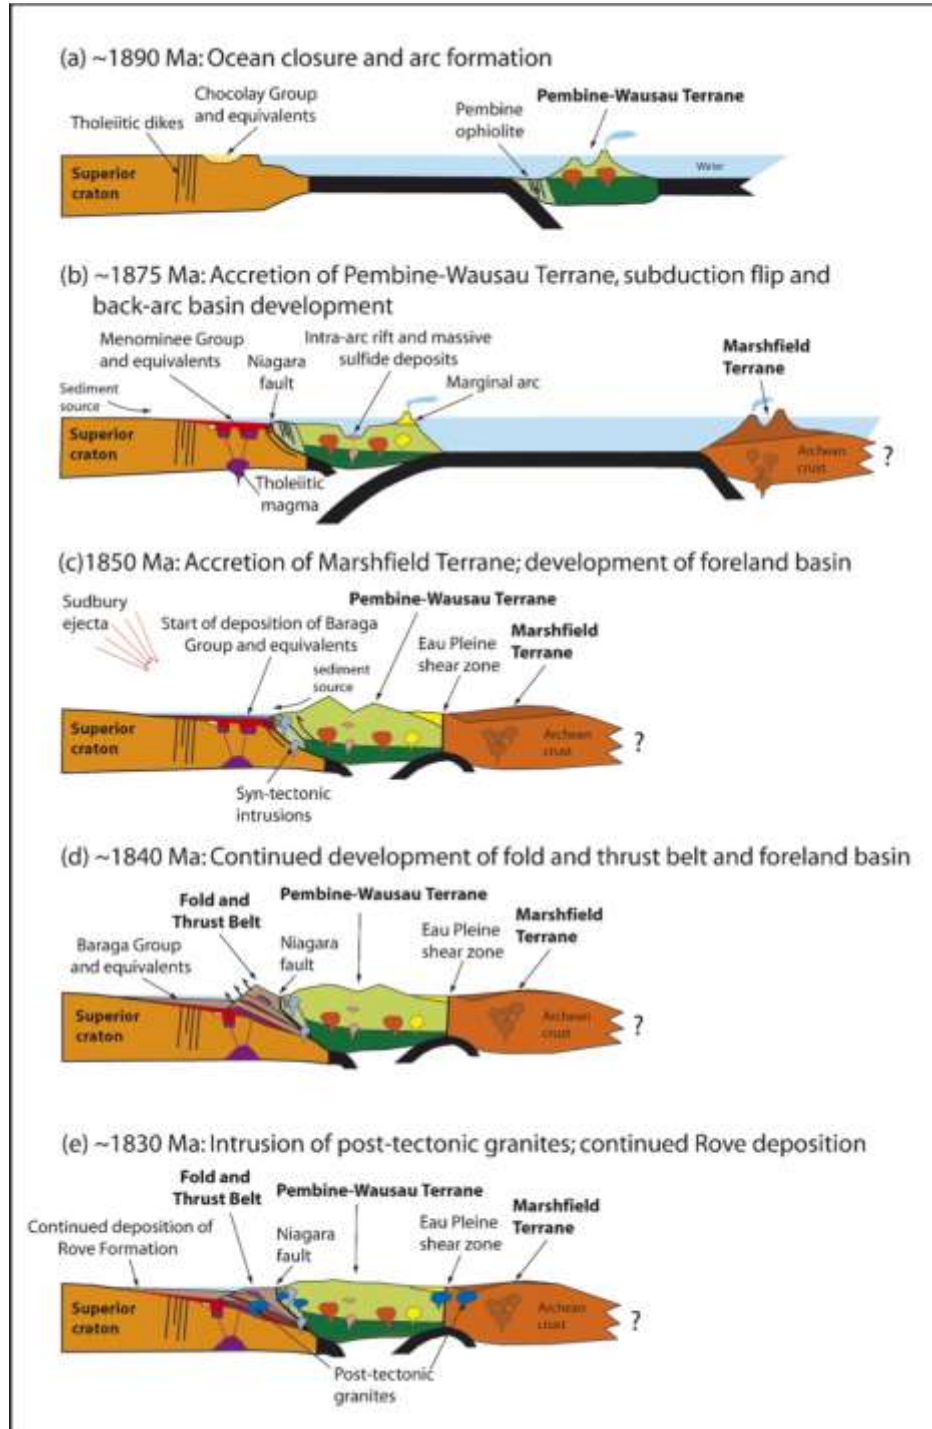 (a) ~1890 Ma: Ocean closure and arc formation
Chocolay Group
and equivalents
Tholeiitic dikes
Pembine
ophiolite
Pembine-Wausau Terrane
Water
Superior
craton
(b) ~1875 Ma: Accretion of Pembine-Wausau Terrane, subduction flip and
back-arc basin development
Menominee Group
and equivalents
Niagara
fault
Intra-arc rift and massive
sulfide deposits
Marginal arc
Marshfield
Terrane
Sediment
source
Superior
craton
Tholeiitic
magma
Archean
crust
?
(c)1850 Ma: Accretion of Marshfield Terrane; development of foreland basin
Sudbury
ejecta
Start of deposition of Baraga
Group and equivalents
Pembine-Wausau Terrane
sediment
source
Eau Pleine
shear zone
Marshfield
Terrane
Superior
craton
Archean
crust
?
Syn-tectonic
intrusions
(d) ~1840 Ma: Continued development of fold and thrust belt and foreland basin
Fold and
Thrust Belt
Pembine-Wausau Terrane
Baraga Group
and equivalents
Niagara
fault
Eau Pleine
shear zone
Marshfield
Terrane
Superior
craton
Archean
crust
?
(e) ~1830 Ma: Intrusion of post-tectonic granites; continued Rove deposition
Fold and
Thrust Belt
Pembine-Wausau Terrane
Continued deposition of
Rove Formation
Niagara
fault
Eau Pleine
shear zone
Marshfield
Terrane
Superior
craton
Archean
crust
?
Post-tectonic
granites